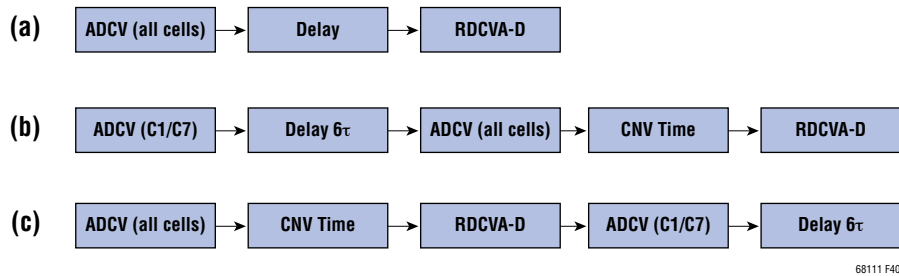 (a) ADCV (all cells) Delay RDCVA-D
(b) ADCV (C1/C7) Delay 6τ ADCV (all cells) CNV Time RDCVA-D
(c) ADCV (all cells) CNV Time RDCVA-D ADCV (C1/C7) Delay 6τ
68111 F40